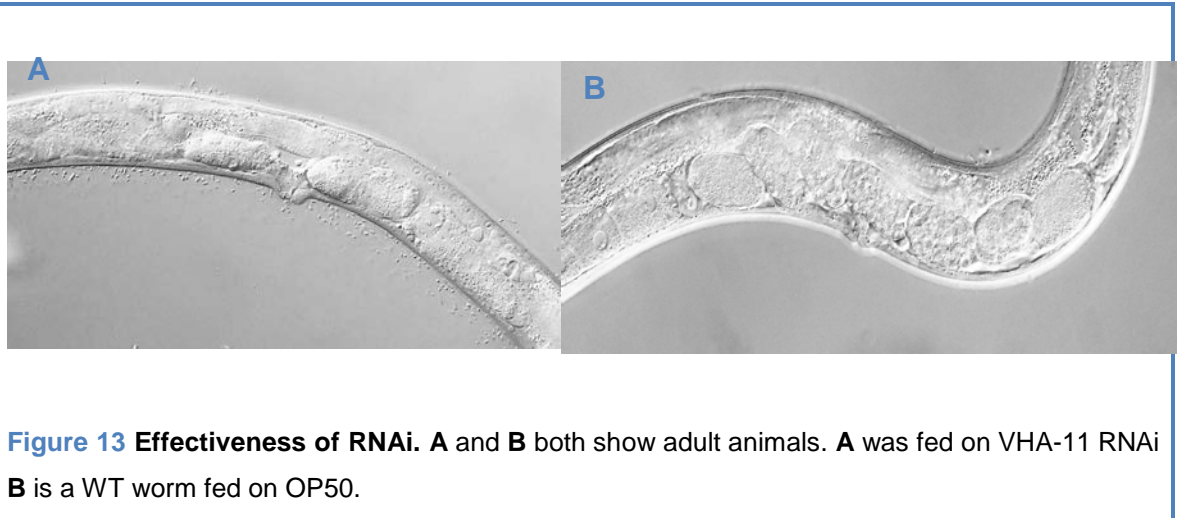 A
B
Figure 13 Effectiveness of RNAi. A and B both show adult animals. A was fed on VHA-11 RNAi
B is a WT worm fed on OP50.